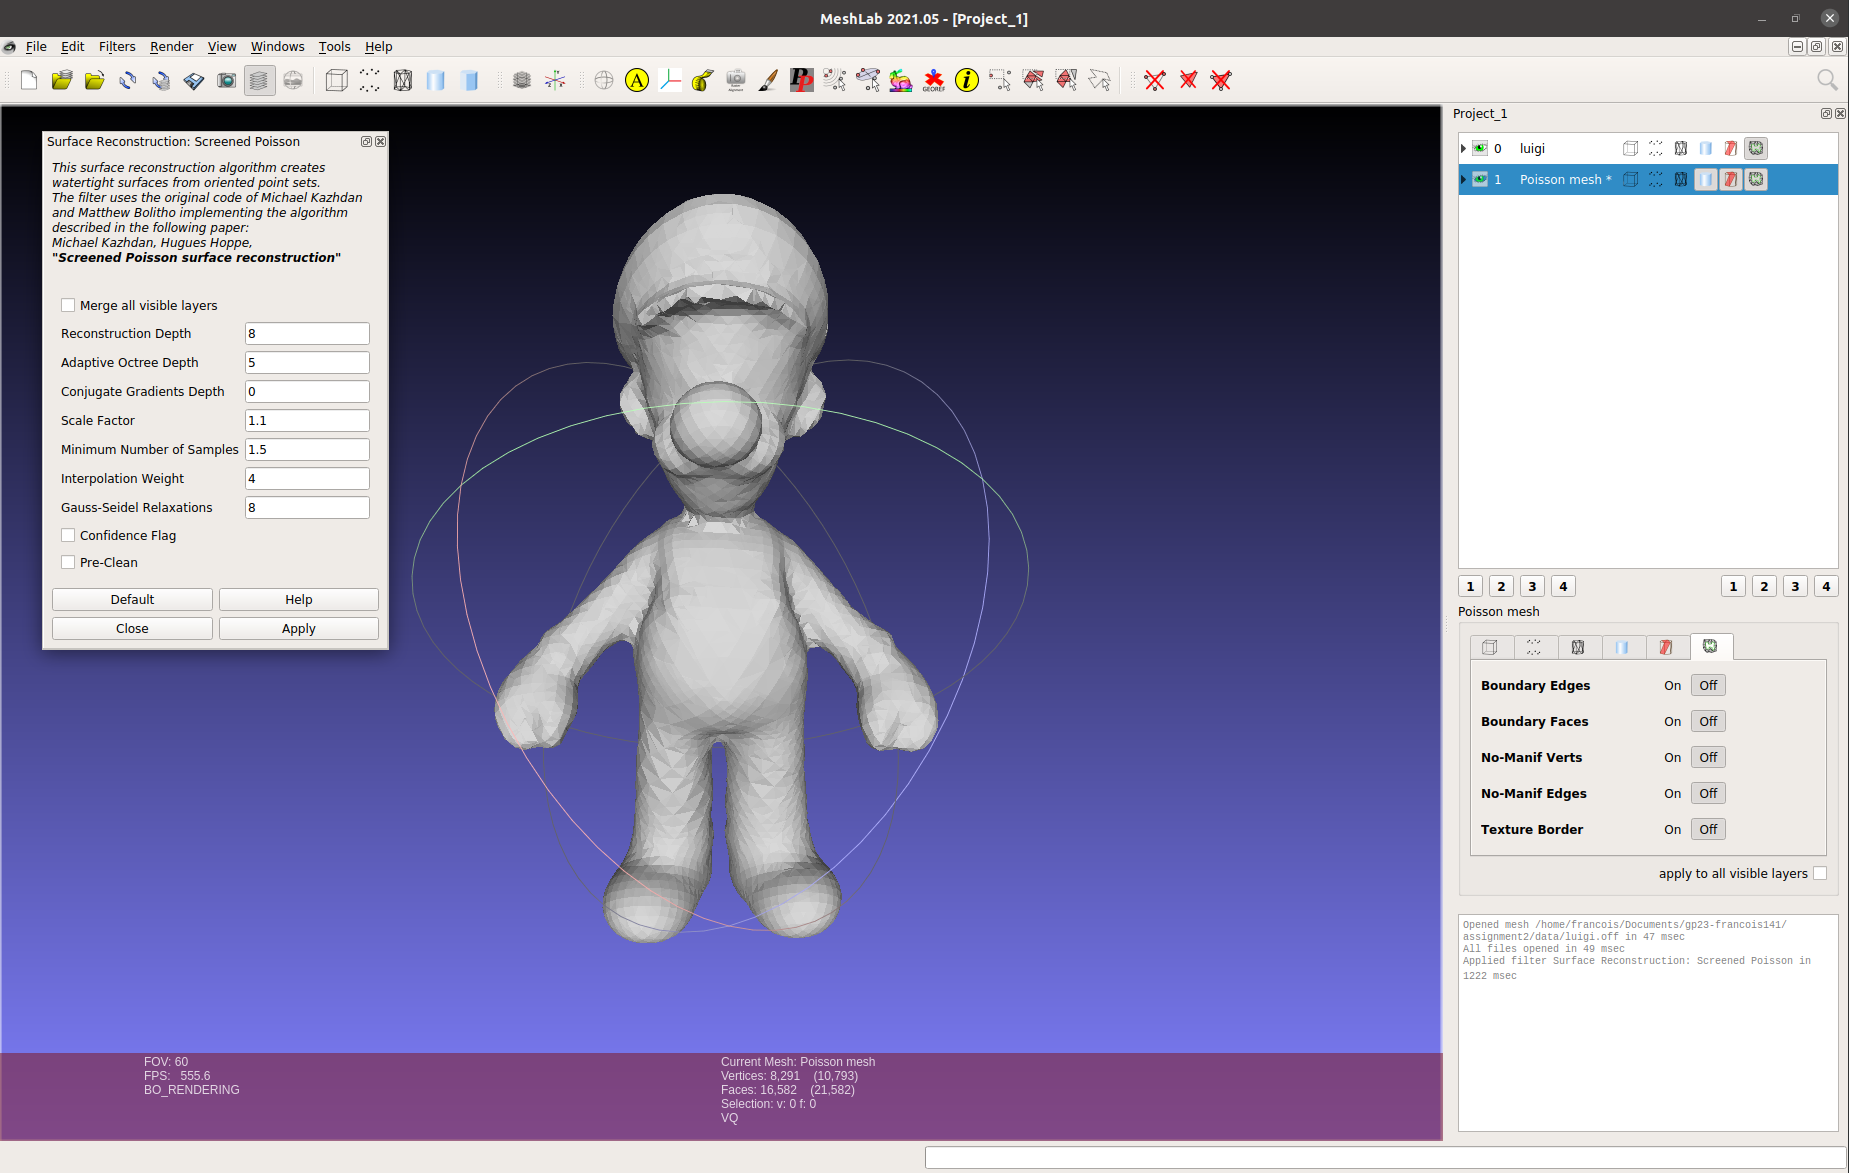 MeshLab 2021.05 - [Project_1]
File Edit Filters Render View Windows Tools Help
A
PP
GEOREF
i
Surface Reconstruction: Screened Poisson
This surface reconstruction algorithm creates
watertight surfaces from oriented point sets.
The filter uses the original code of Michael Kazhdan
and Matthew Bolitho implementing the algorithm
described in the following paper:
Michael Kazhdan, Hugues Hoppe,
"Screened Poisson surface reconstruction"
Merge all visible layers
Reconstruction Depth 8
Adaptive Octree Depth 5
Conjugate Gradients Depth 0
Scale Factor 1.1
Minimum Number of Samples 1.5
Interpolation Weight 4
Gauss-Seidel Relaxations 8
Confidence Flag
Pre-Clean
Default Help
Close Apply
FOV: 60
FPS: 555.6
BO_RENDERING
Current Mesh: Poisson mesh
Vertices: 8,291 (10,793)
Faces: 16,582 (21,582)
Selection: v: 0 f: 0
VQ
Project_1
0 luigi
1 Poisson mesh *
1 2 3 4 1 2 3 4
Poisson mesh
Boundary Edges On Off
Boundary Faces On Off
No-Manif Verts On Off
No-Manif Edges On Off
Texture Border On Off
apply to all visible layers
Opened mesh /home/francois/Documents/gp23-francois141/
assignment2/data/luigi.off in 47 msec
All files opened in 49 msec
Applied filter Surface Reconstruction: Screened Poisson in
1222 msec